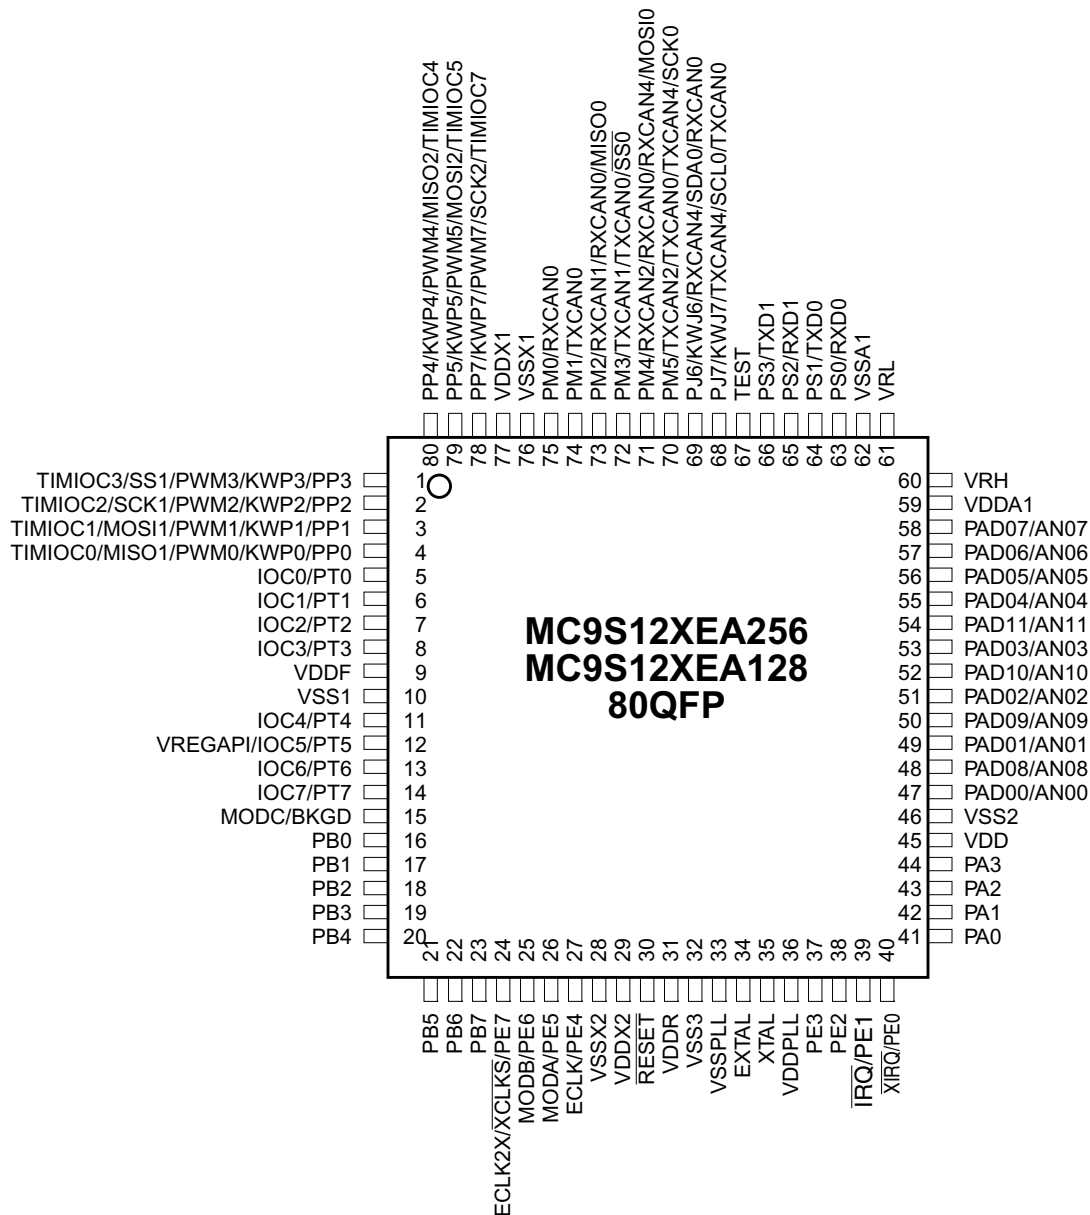 PP4/KWP4/PWM4/MISO2/TIMIOC4
PP5/KWP5/PWM5/MOSI2/TIMIOC5
PP7/KWP7/PWM7/SCK2/TIMIOC7
VDDX1
VSSX1
PM0/RXCAN0
PM1/TXCAN0
PM2/RXCAN1/RXCAN0/MISO0
PM3/TXCAN1/TXCAN0/SS0
PM4/RXCAN2/RXCAN0/RXCAN4/MOSI0
PM5/TXCAN2/TXCAN0/TXCAN4/SCK0
PJ6/KWJ6/RXCAN4/SDA0/RXCAN0
PJ7/KWJ7/TXCAN4/SCL0/TXCAN0
TEST
PS3/TXD1
PS2/RXD1
PS1/TXD0
PS0/RXD0
VSSA1
VRL
80
79
78
77
76
75
74
73
72
71
70
69
68
67
66
65
64
63
62
61
TIMIOC3/SS1/PWM3/KWP3/PP3 1
TIMIOC2/SCK1/PWM2/KWP2/PP2 2
TIMIOC1/MOSI1/PWM1/KWP1/PP1 3
TIMIOC0/MISO1/PWM0/KWP0/PP0 4
IOC0/PT0 5
IOC1/PT1 6
IOC2/PT2 7
IOC3/PT3 8
VDDF 9
VSS1 10
IOC4/PT4 11
VREGAPI/IOC5/PT5 12
IOC6/PT6 13
IOC7/PT7 14
MODC/BKGD 15
PB0 16
PB1 17
PB2 18
PB3 19
PB4 20
MC9S12XEA256
MC9S12XEA128
80QFP
60 VRH
59 VDDA1
58 PAD07/AN07
57 PAD06/AN06
56 PAD05/AN05
55 PAD04/AN04
54 PAD11/AN11
53 PAD03/AN03
52 PAD10/AN10
51 PAD02/AN02
50 PAD09/AN09
49 PAD01/AN01
48 PAD08/AN08
47 PAD00/AN00
46 VSS2
45 VDD
44 PA3
43 PA2
42 PA1
41 PA0
21
22
23
24
25
26
27
28
29
30
31
32
33
34
35
36
37
38
39
40
PB5
PB6
PB7
ECLK2X/XCLKS/PE7
MODB/PE6
MODA/PE5
ECLK/PE4
VSSX2
VDDX2
RESET
VDDR
VSS3
VSSPLL
EXTAL
XTAL
VDDPLL
PE3
PE2
IRQ/PE1
XIRQ/PE0